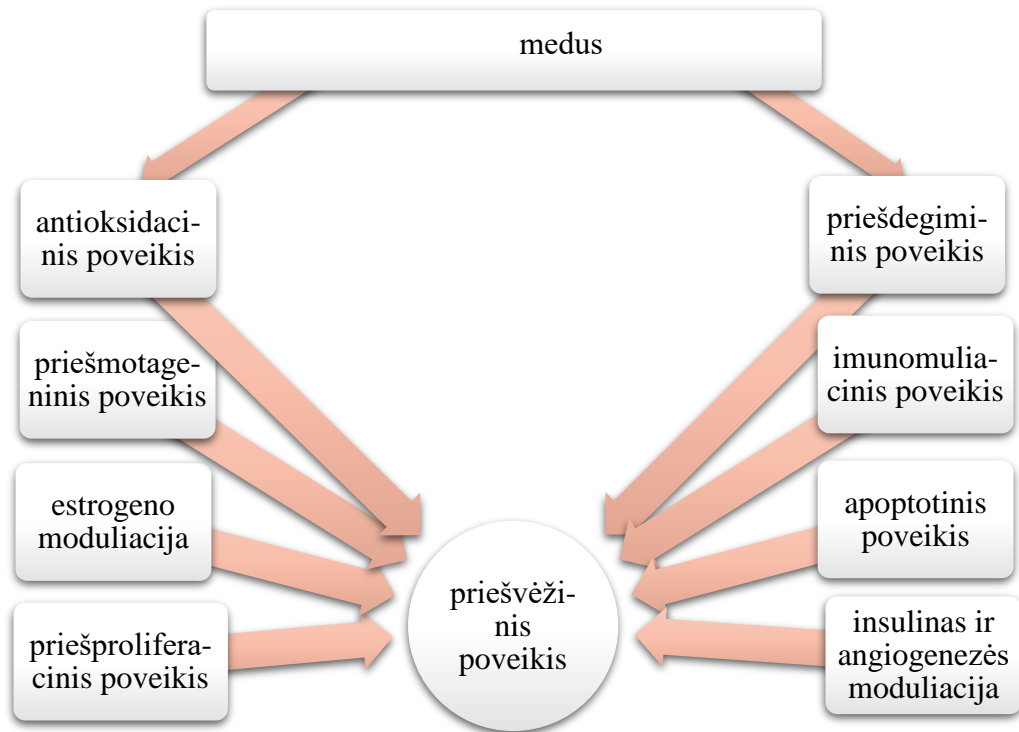 medus
antioksidaci-
nis poveikis
priešmotage-
ninis poveikis
estrogeno
moduliacija
priešprolifera-
cinis poveikis
priešvėži-
nis
poveikis
priešdegimi-
nis poveikis
imunomulia-
cinis poveikis
apoptotinis
poveikis
insulinas ir
angiogenezės
moduliacija